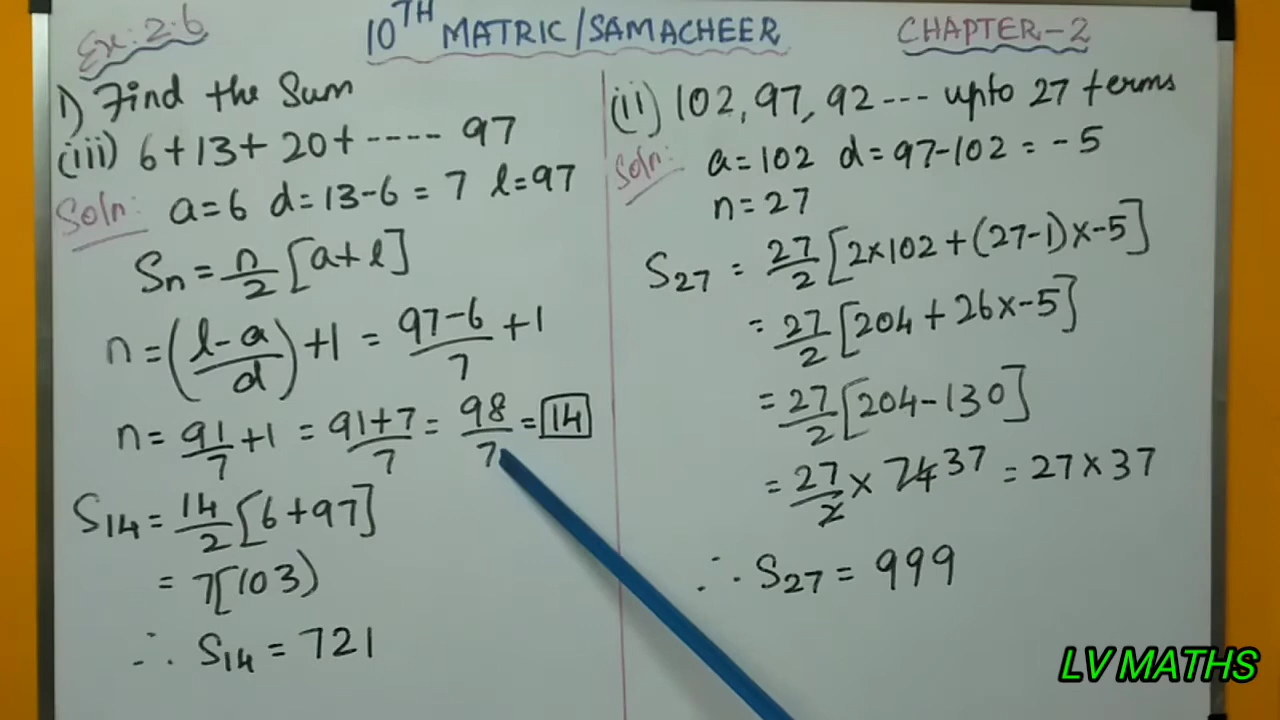 Ex: 2.6
10TH MATRIC/SAMACHEER
CHAPTER-2
1) Find the Sum
(iii) 6+13+20+---- 97
Soln: a=6 d=13-6=7 l=97
Sn = n/2 [a+l]
n = (l-a/d)+1 = 97-6/7 +1
n = 91/7 +1 = 91+7/7 = 98/7 = 14
S14 = 14/2 [6+97]
= 7[103)
∴ S14 = 721
(ii) 102, 97, 92 --- upto 27 terms
Soln: a=102 d=97-102=-5
n=27
S27 = 27/2 [2×102+(27-1)×-5]
= 27/2 [204+26×-5]
= 27/2 [204-130]
= 27/2 × 74 37 = 27×37
∴ S27 = 999
LV MATHS